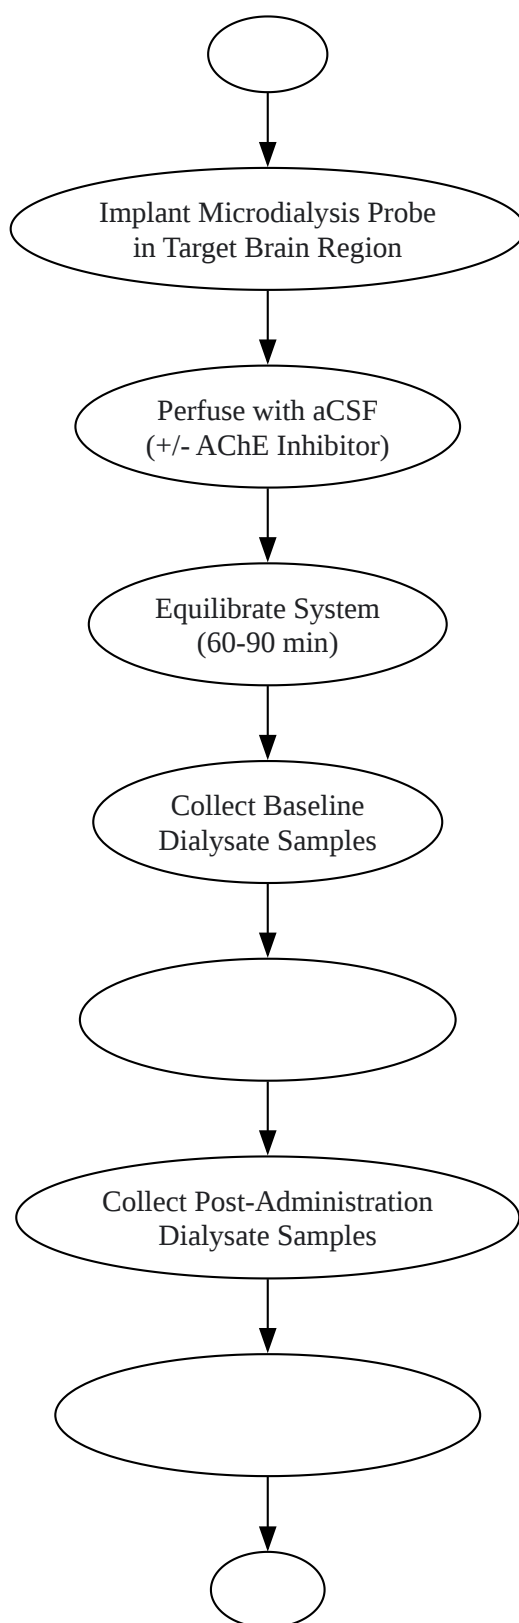 Implant Microdialysis Probe
in Target Brain Region
Perfuse with aCSF
(+/- AChE Inhibitor)
Equilibrate System
(60-90 min)
Collect Baseline
Dialysate Samples
Collect Post-Administration
Dialysate Samples